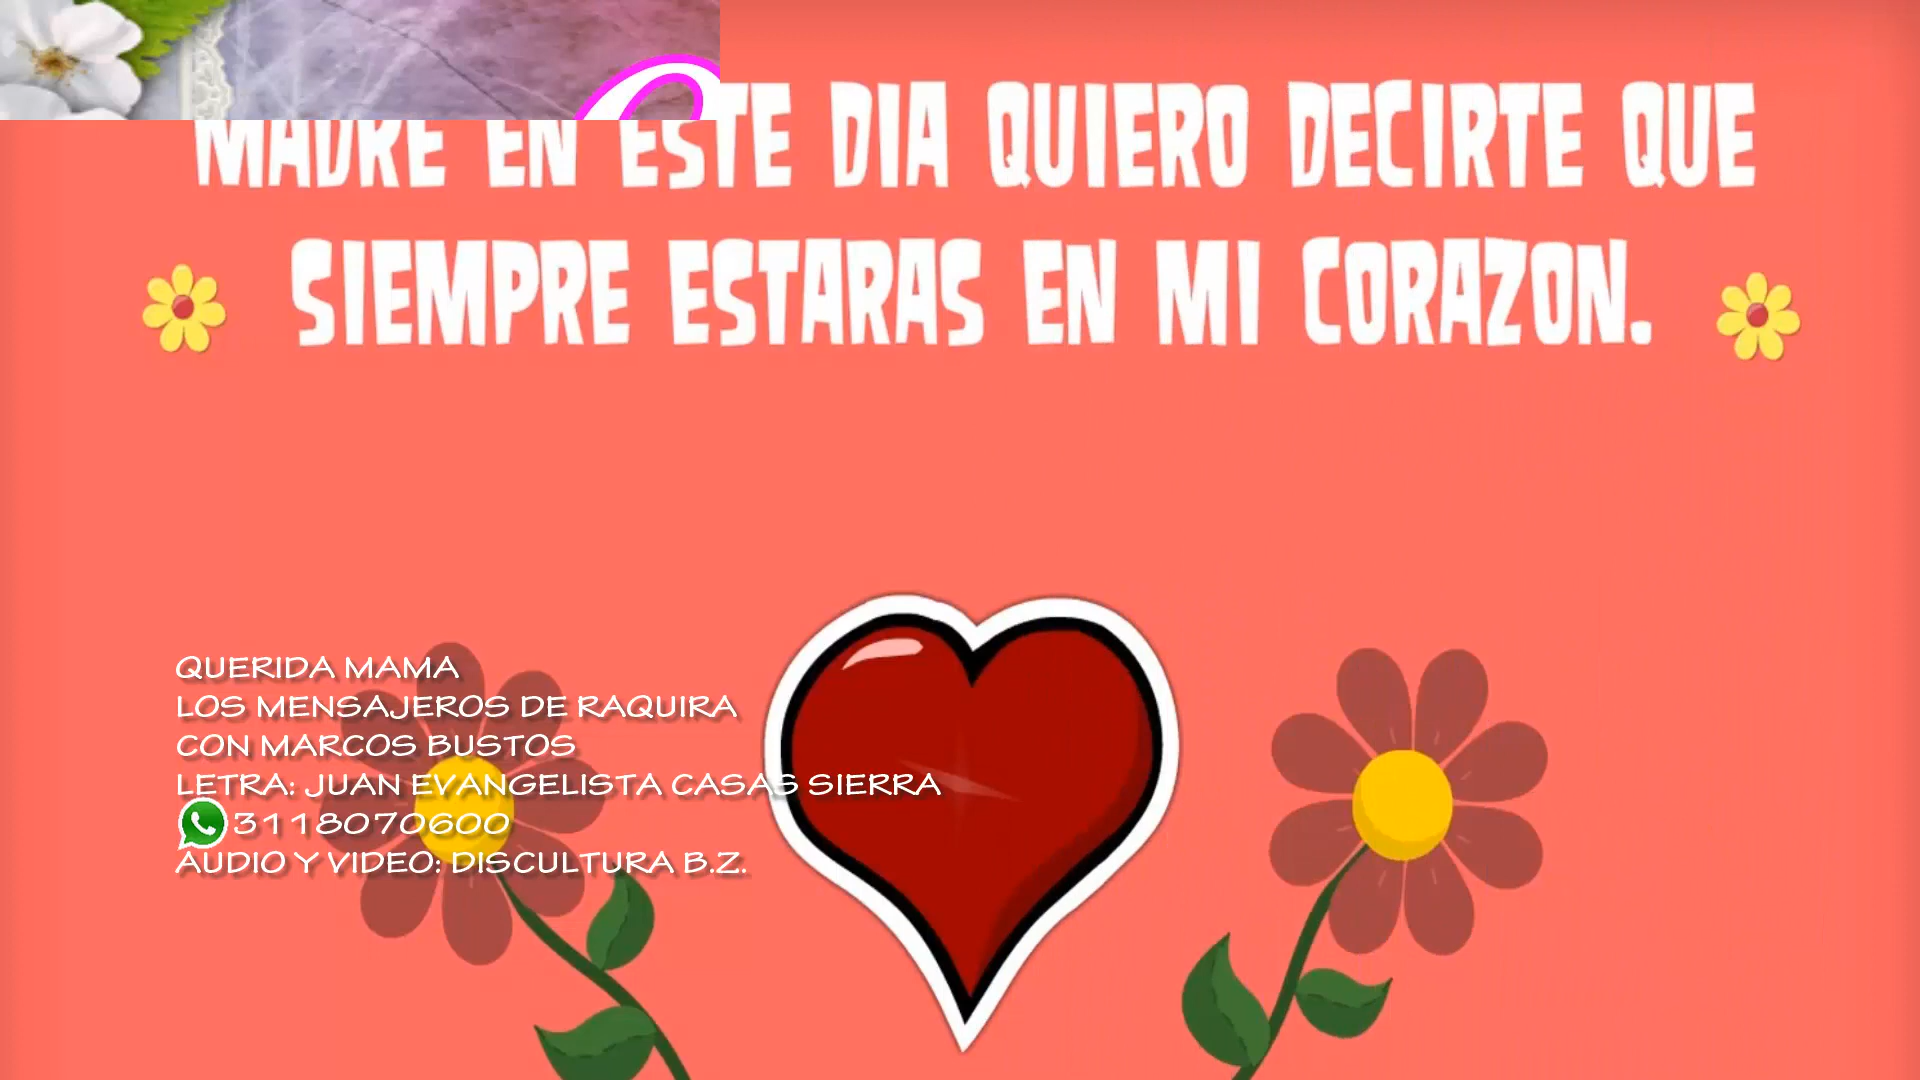 MADRE EN ESTE DIA QUIERO DECIRTE QUE
SIEMPRE ESTARAS EN MI CORAZON.
QUERIDA MAMA
LOS MENSAJEROS DE RAQUIRA
CON MARCOS BUSTOS
LETRA: JUAN EVANGELISTA CASAS SIERRA
3118070600
AUDIO Y VIDEO: DISCULTURA B.Z.